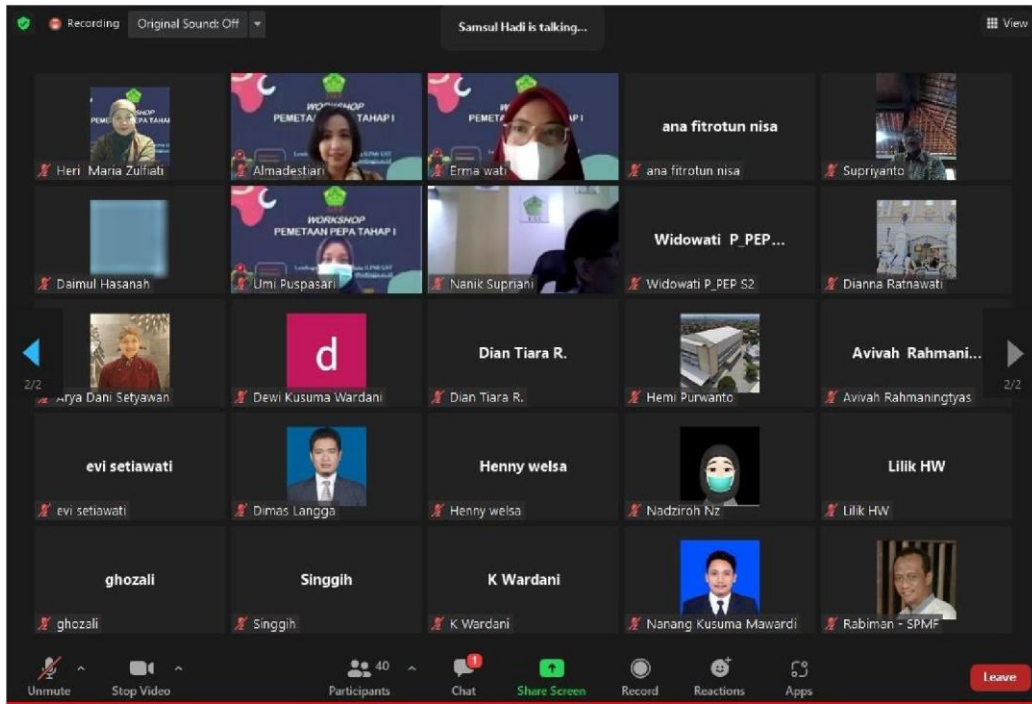 Recording
Original Sound: Off
Samsul Hadi is talking...
View
WORKSHOP
Heri Maria Zulfiati
WORKSHOP
TAHAP I
Almadestiari
Erma wati
ana fitrotun nisa
ana fitrotun nisa
Supriyanto
Daimul Hasanah
WORKSHOP
PEMETAAN PEPA TAHAP I
Umi Puspasari
Nanik Supriani
Widowati P_PEP...
Widowati P_PEP S2
Dianna Ratnawati
2/2
Arya Dani Setyawan
d
Dewi Kusuma Wardani
Dian Tiara R.
Dian Tiara R.
Hemi Purwanto
Avivah Rahmani...
Avivah Rahmaningtyas
2/2
evi setiawati
evi setiawati
Dimas Langga
Henny welsa
Henny welsa
Nadziroh Nz
Lilik HW
Lilik HW
ghozali
ghozali
Singgih
Singgih
K Wardani
K Wardani
Nanang Kusuma Mawardi
Rabiman - SPMF
Unmute
Stop Video
40
Participants
1
Chat
Share Screen
Record
Reactions
Apps
Leave